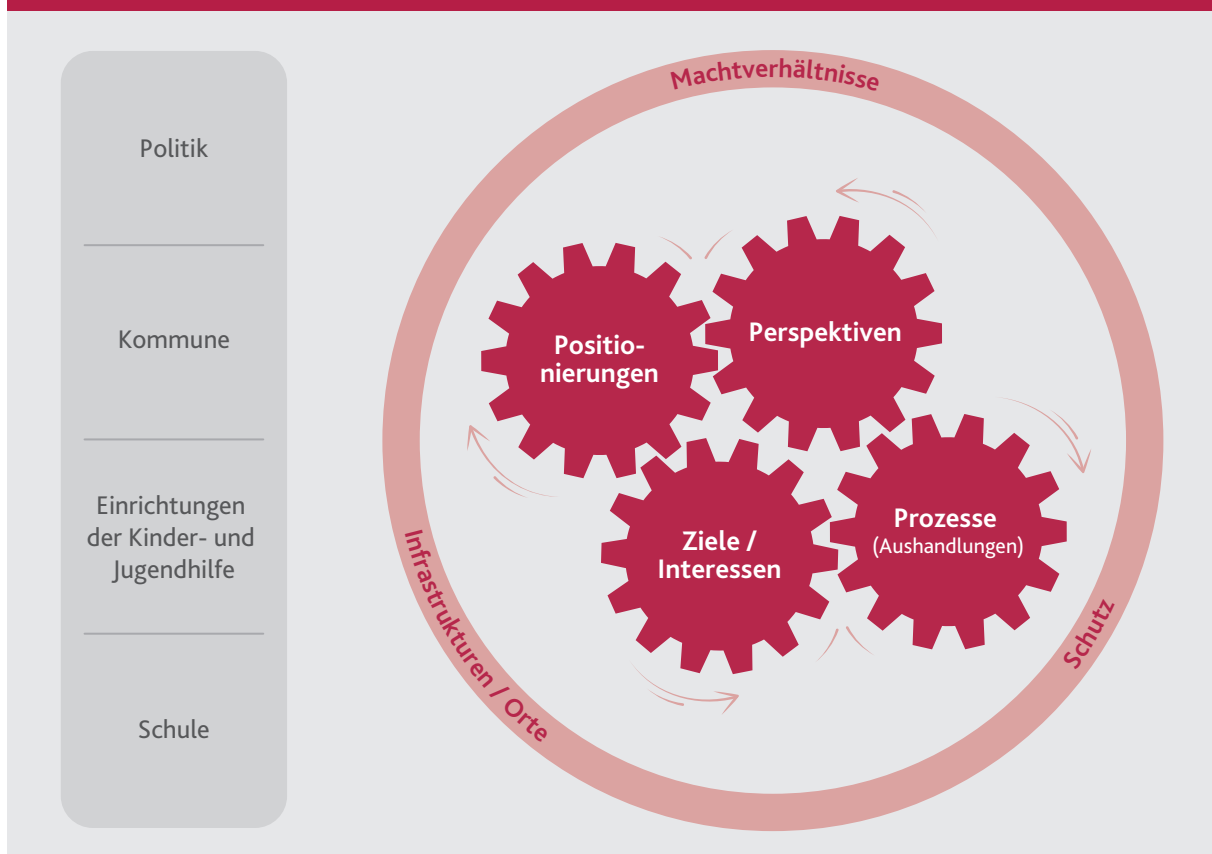 Politik
Kommune
Einrichtungen
der Kinder- und
Jugendhilfe
Schule
Machtverhältnisse
Positio-
nierungen
Perspektiven
Ziele /
Interessen
Prozesse
(Aushandlungen)
Infrastrukturen / Orte
Schutz